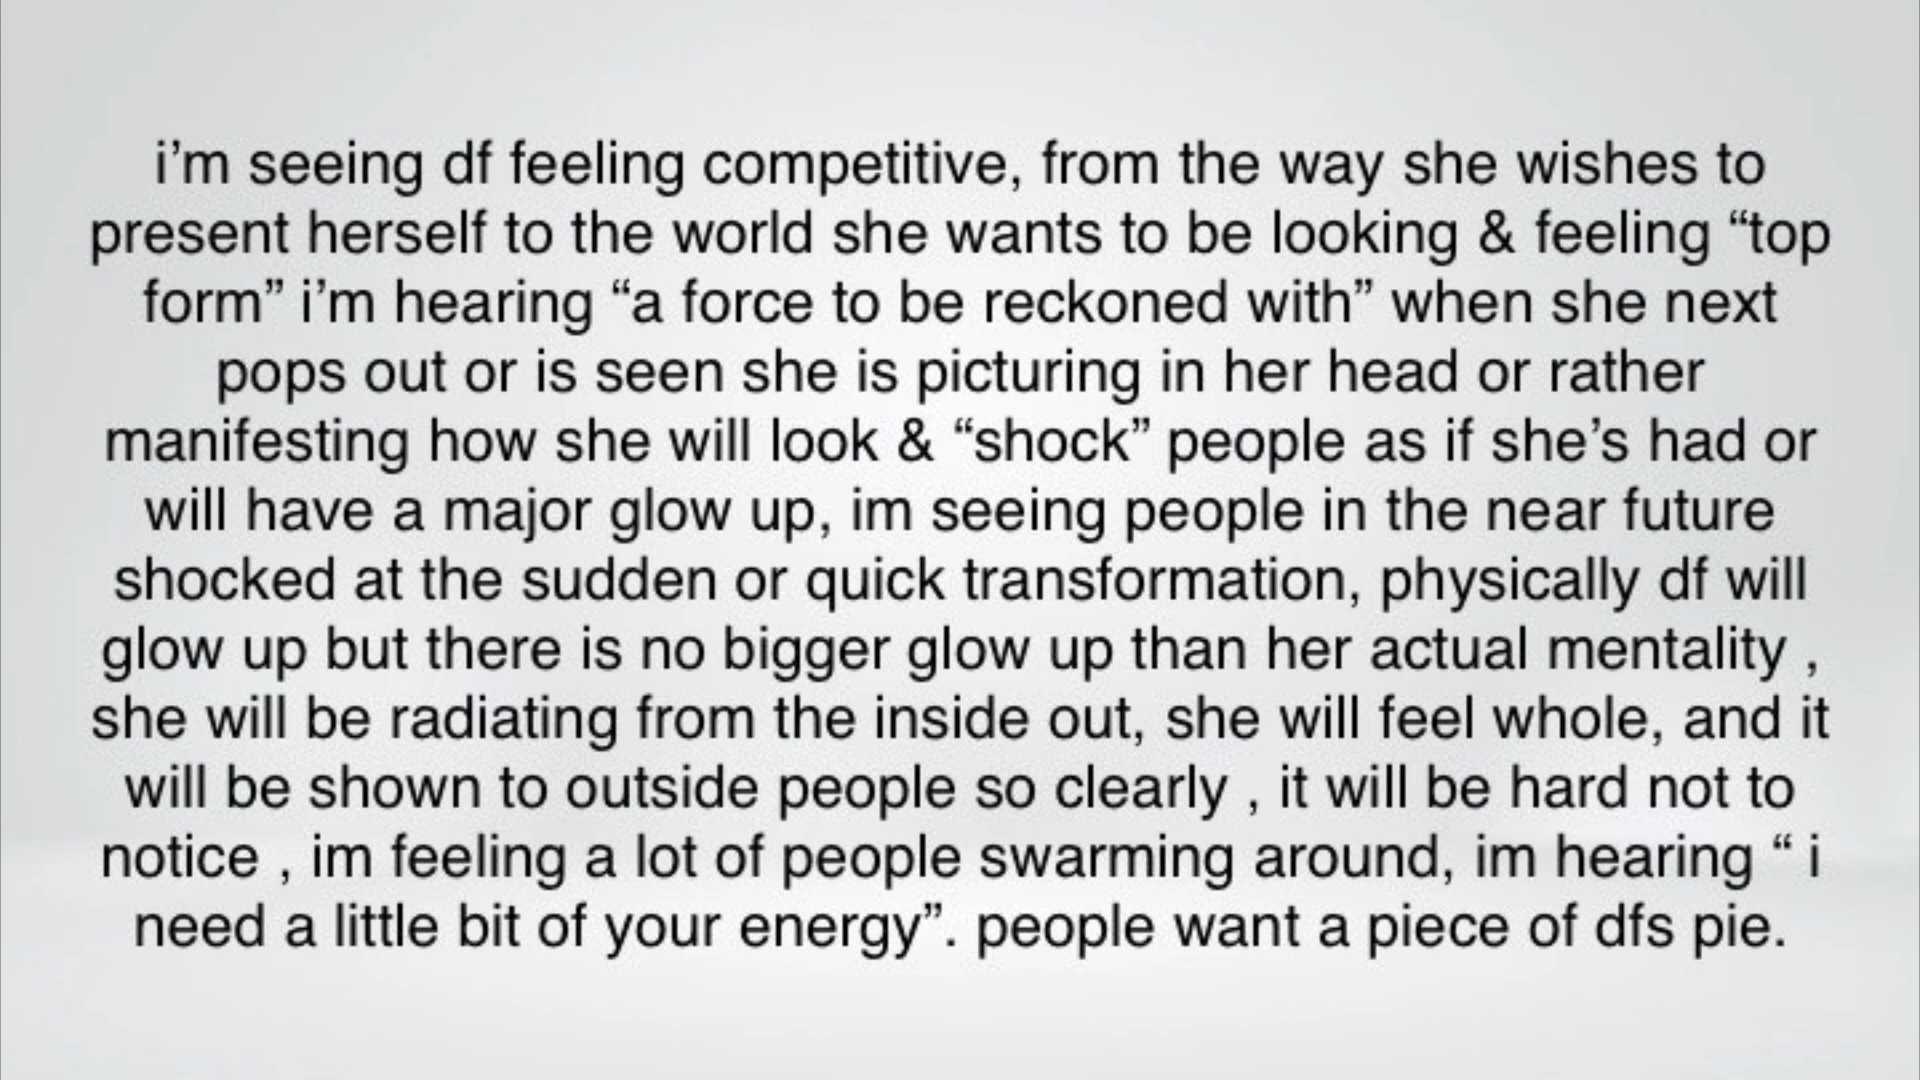 i’m seeing df feeling competitive, from the way she wishes to
present herself to the world she wants to be looking & feeling “top
form” i’m hearing “a force to be reckoned with” when she next
pops out or is seen she is picturing in her head or rather
manifesting how she will look & “shock” people as if she’s had or
will have a major glow up, im seeing people in the near future
shocked at the sudden or quick transformation, physically df will
glow up but there is no bigger glow up than her actual mentality ,
she will be radiating from the inside out, she will feel whole, and it
will be shown to outside people so clearly , it will be hard not to
notice , im feeling a lot of people swarming around, im hearing “ i
need a little bit of your energy”. people want a piece of dfs pie.